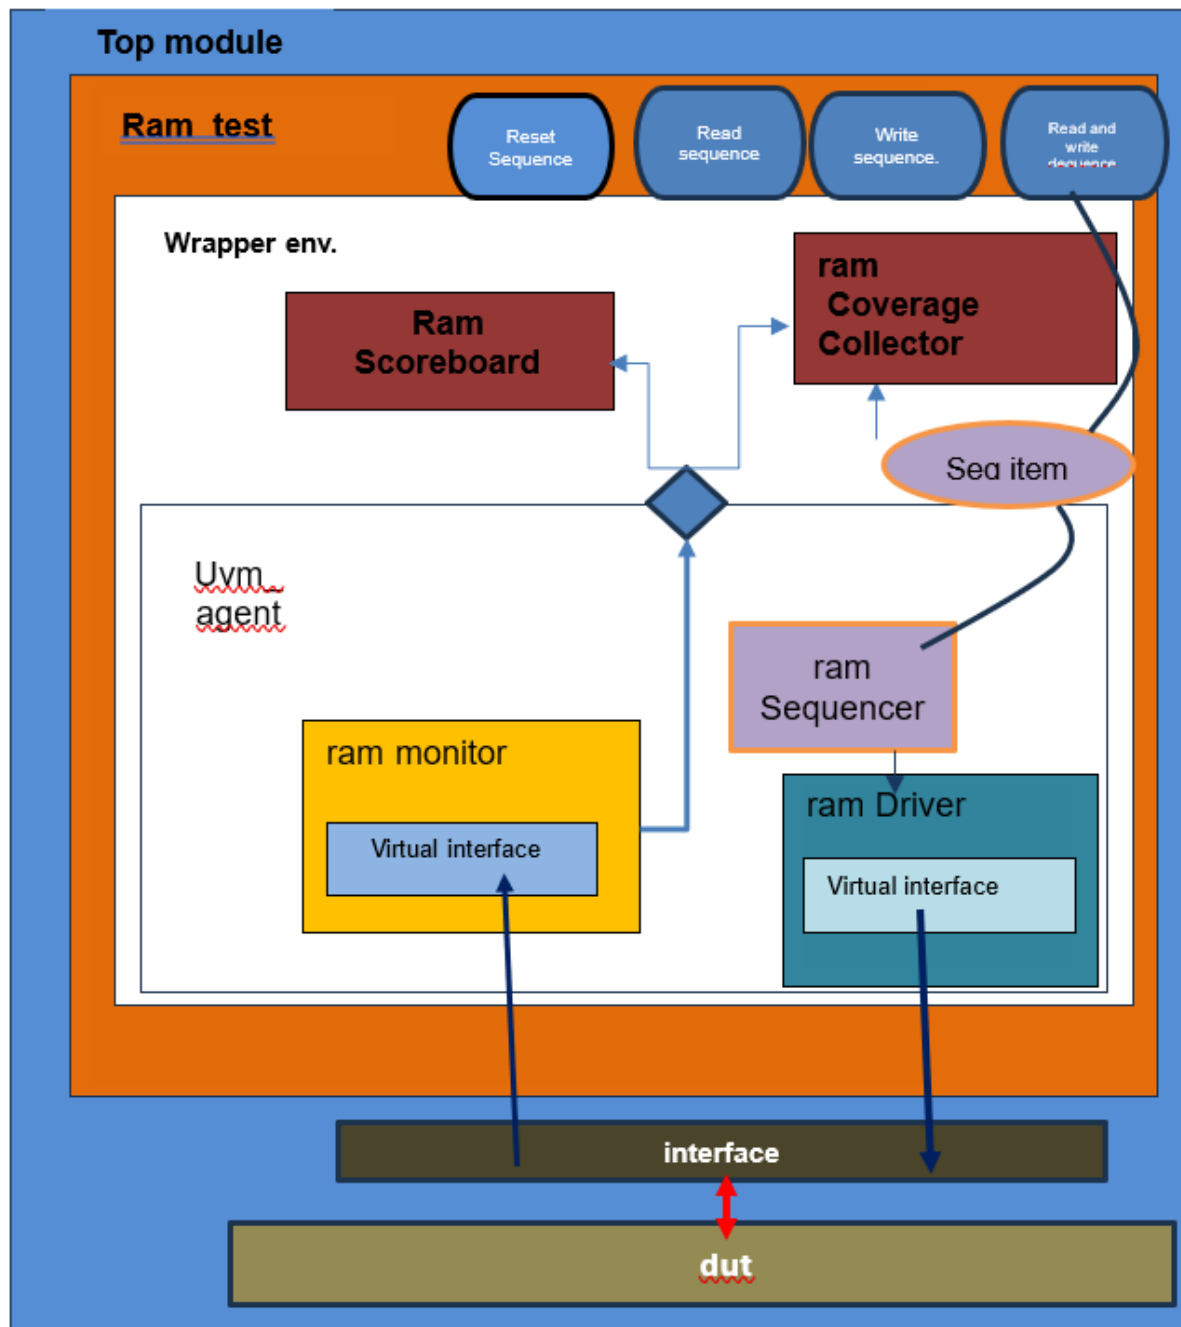 Top module
Ram_test
Reset
Sequence
Read
sequence
Write
sequence.
Read and
write
dequence
Wrapper env.
ram
Coverage
Collector
Ram
Scoreboard
Seq item
Uvm_
agent
ram
Sequencer
ram monitor
Virtual interface
ram Driver
Virtual interface
interface
dut